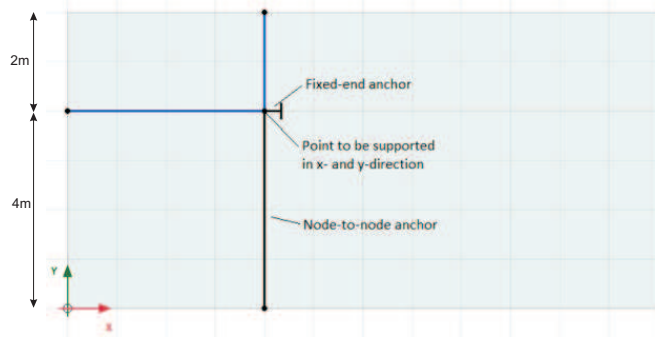 2m
Fixed-end anchor
Point to be supported
in x- and y-direction
4m
Node-to-node anchor
Y
X